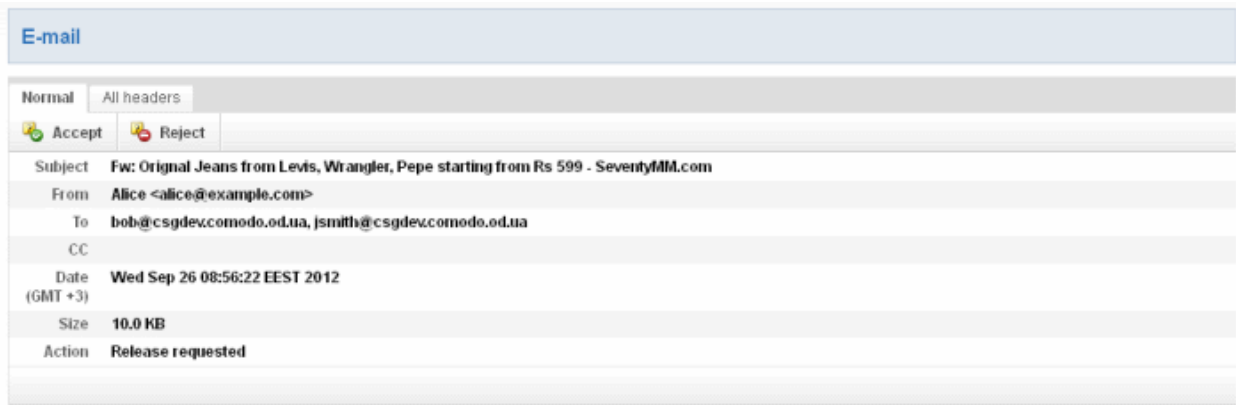 E-mail
Normal All headers
Accept Reject
Subject Fw: Orignal Jeans from Levis, Wrangler, Pepe starting from Rs 599 - SeventyMM.com
From Alice <alice@example.com>
To bob@csgdev.comodo.od.ua, jsmith@csgdev.comodo.od.ua
CC
Date Wed Sep 26 08:56:22 EEST 2012
(GMT +3)
Size 10.0 KB
Action Release requested